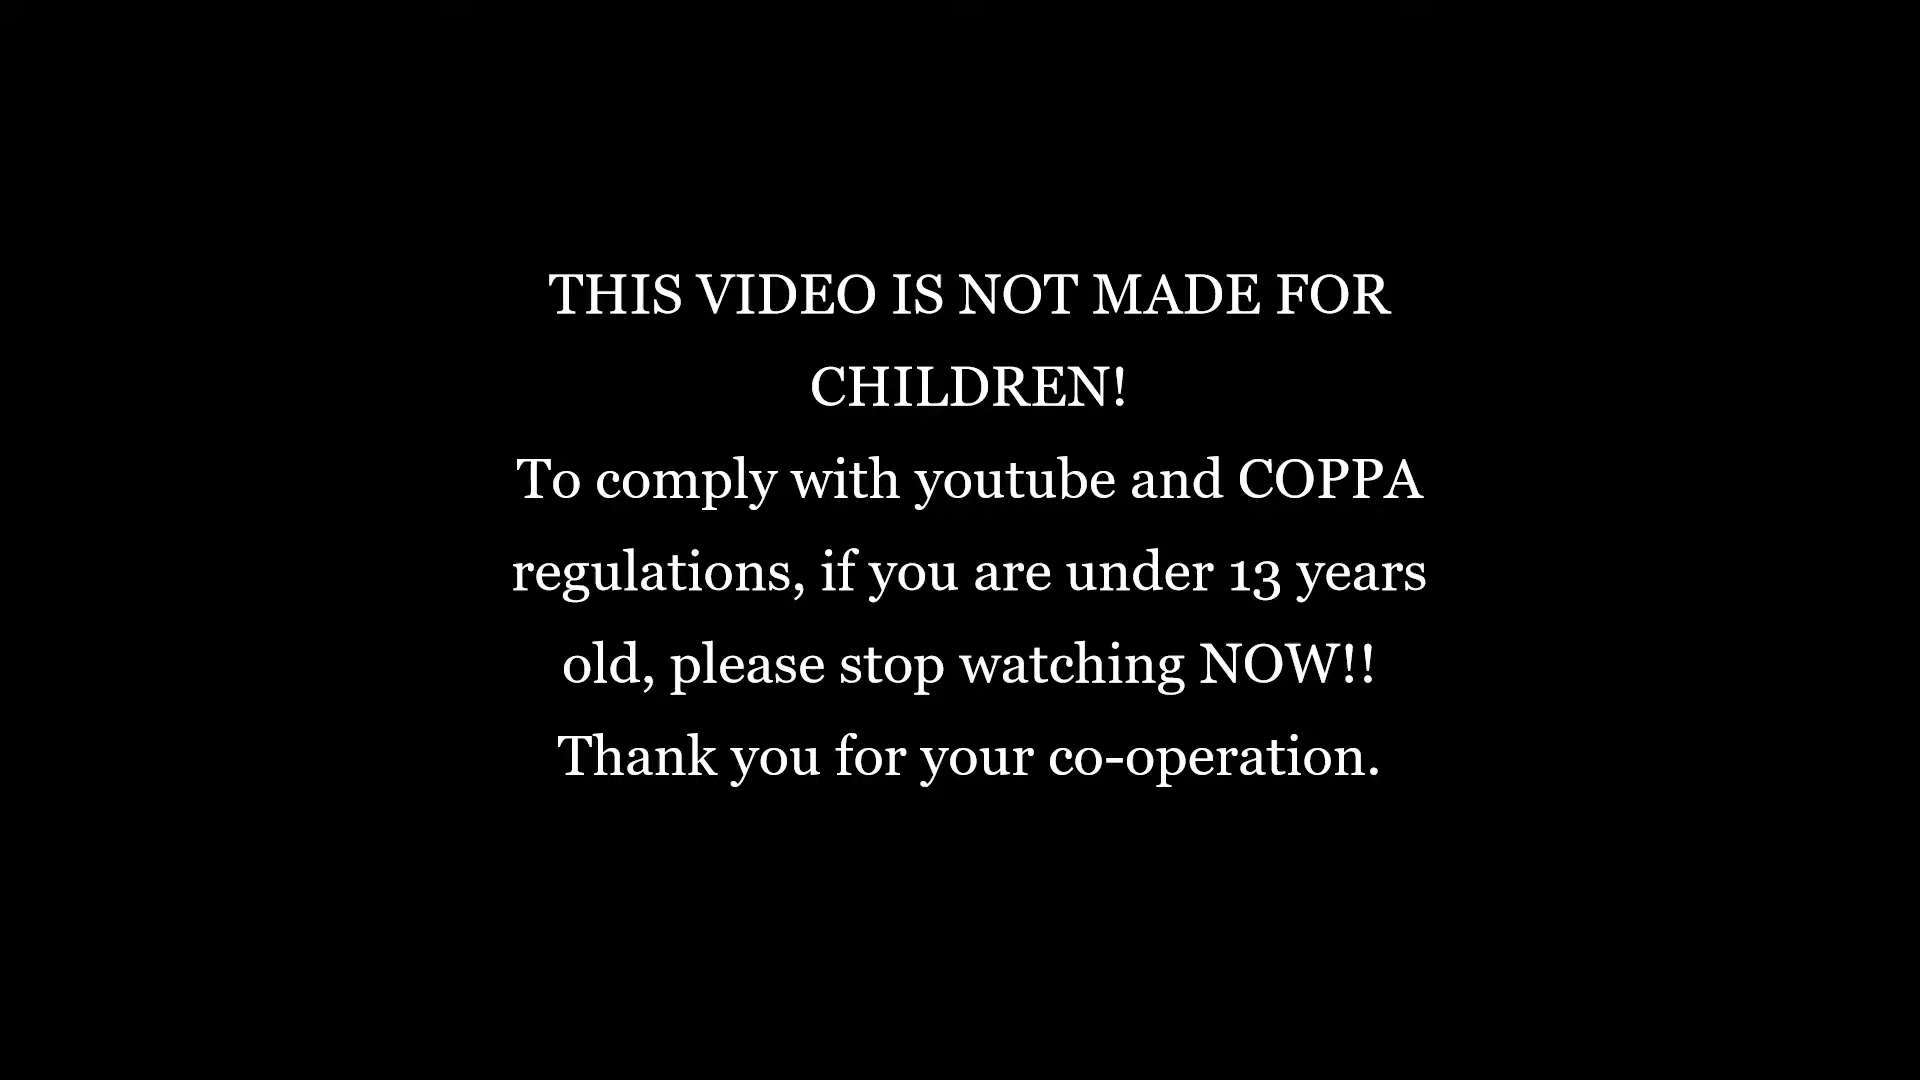 THIS VIDEO IS NOT MADE FOR
CHILDREN!
To comply with youtube and COPPA
regulations, if you are under 13 years
old, please stop watching NOW!!
Thank you for your co-operation.